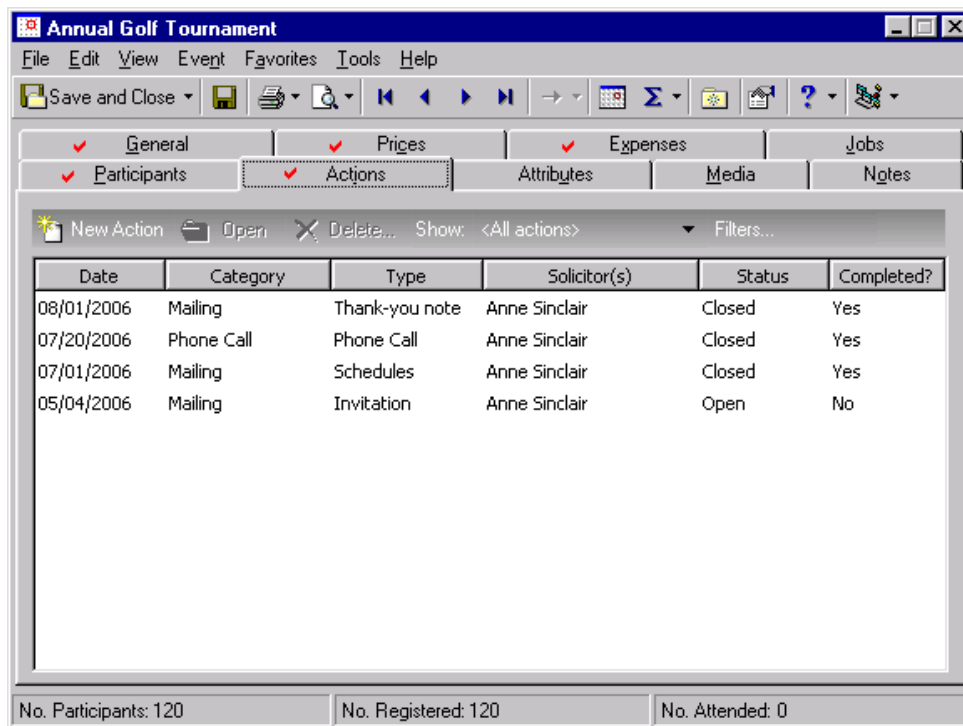 Annual Golf Tournament
File Edit View Event Favorites Tools Help
Save and Close
General Prices Expenses Jobs
Participants Actions Attributes Media Notes
New Action Open Delete... Show: <All actions> Filters...
Date Category Type Solicitor(s) Status Completed?
08/01/2006 Mailing Thank-you note Anne Sinclair Closed Yes
07/20/2006 Phone Call Phone Call Anne Sinclair Closed Yes
07/01/2006 Mailing Schedules Anne Sinclair Closed Yes
05/04/2006 Mailing Invitation Anne Sinclair Open No
No. Participants: 120 No. Registered: 120 No. Attended: 0